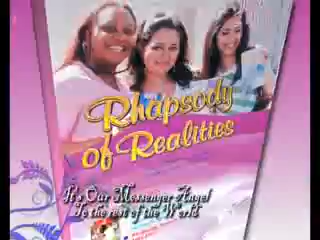 Rhapsody
of Realities
It's Our Messenger Angel
To the rest of the World